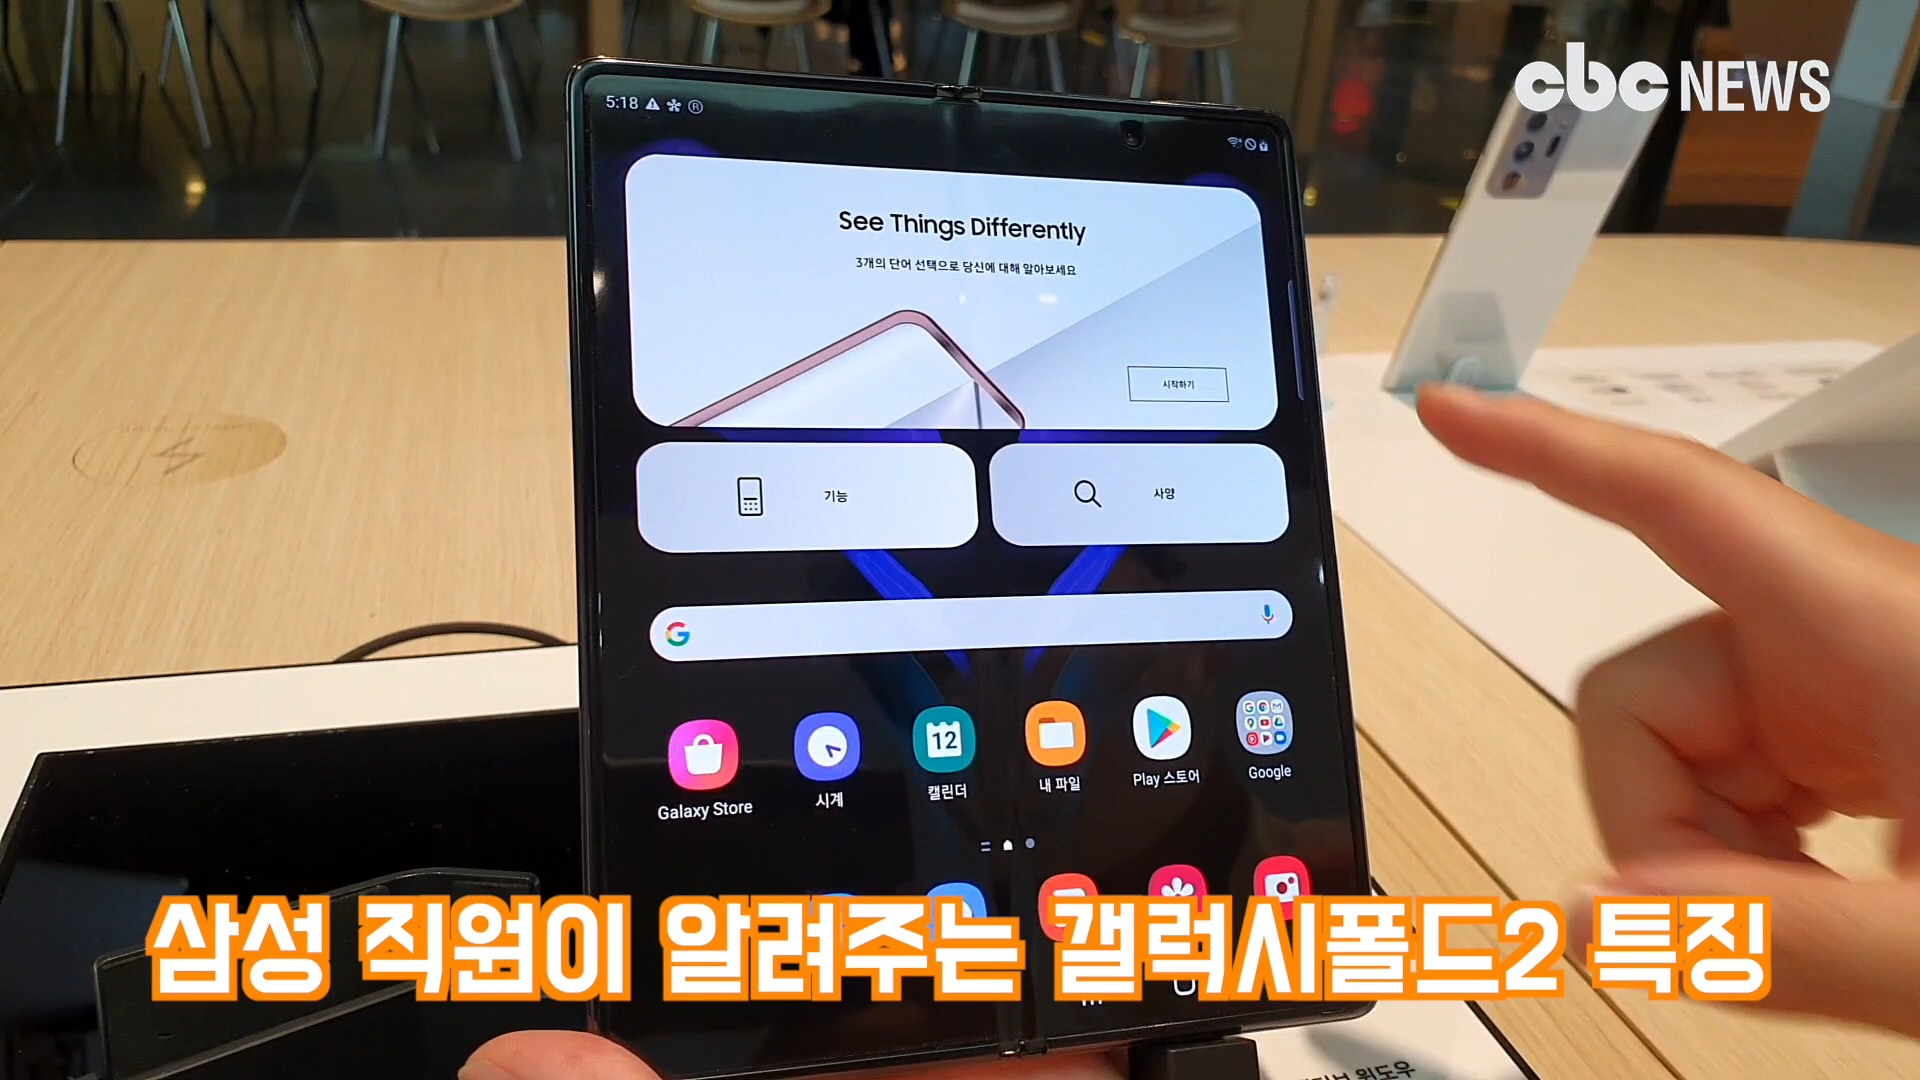 cbc NEWS
5:18
See Things Differently
3개의 단어 선택으로 당신에 대해 알아보세요
시작하기
기능
사양
12
Galaxy Store
시계
캘린더
내 파일
Play 스토어
Google
삼성 직원이 알려주는 갤럭시폴드2 특징
윈도우